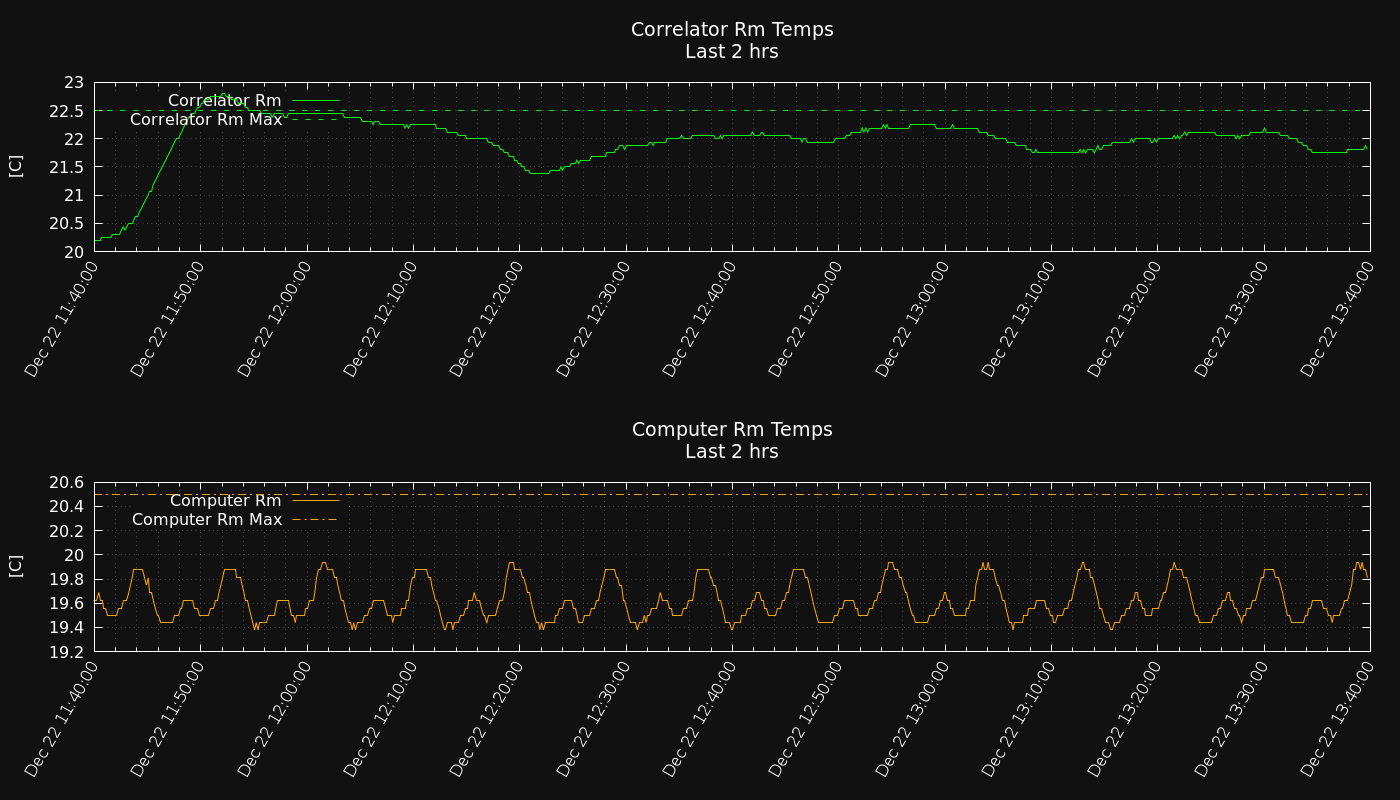 Correlator Rm Temps
Last 2 hrs
23
22.5
22
21.5
21
20.5
20
[C]
Correlator Rm
Correlator Rm Max
Dec 22 11:40:00
Dec 22 11:50:00
Dec 22 12:00:00
Dec 22 12:10:00
Dec 22 12:20:00
Dec 22 12:30:00
Dec 22 12:40:00
Dec 22 12:50:00
Dec 22 13:00:00
Dec 22 13:10:00
Dec 22 13:20:00
Dec 22 13:30:00
Dec 22 13:40:00
Computer Rm Temps
Last 2 hrs
20.6
20.4
20.2
20
19.8
19.6
19.4
19.2
[C]
Computer Rm
Computer Rm Max
Dec 22 11:40:00
Dec 22 11:50:00
Dec 22 12:00:00
Dec 22 12:10:00
Dec 22 12:20:00
Dec 22 12:30:00
Dec 22 12:40:00
Dec 22 12:50:00
Dec 22 13:00:00
Dec 22 13:10:00
Dec 22 13:20:00
Dec 22 13:30:00
Dec 22 13:40:00